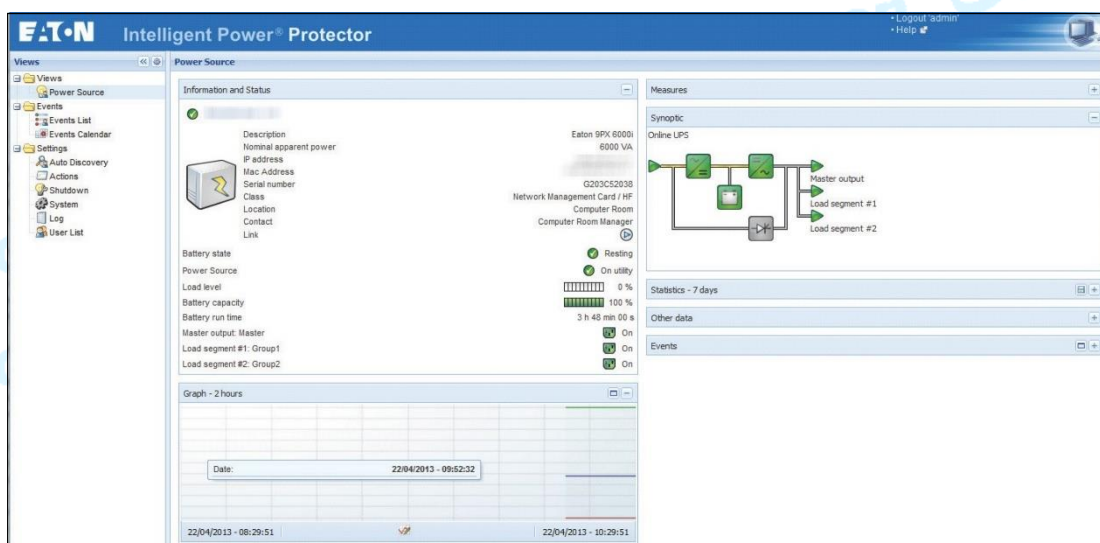 EATON Intelligent Power® Protector
• Logout 'admin'
• Help
Views
Power Source
Views
Power Source
Events
Events List
Events Calendar
Settings
Auto Discovery
Actions
Shutdown
System
Log
User List
Information and Status
Description Eaton 9PX 6000i
Nominal apparent power 6000 VA
IP address
Mac Address
Serial number G203C52038
Class Network Management Card / HF
Location Computer Room
Contact Computer Room Manager
Link
Battery state Resting
Power Source On utility
Load level 0 %
Battery capacity 100 %
Battery run time 3 h 48 min 00 s
Master output: Master On
Load segment #1: Group1 On
Load segment #2: Group2 On
Graph - 2 hours
Date: 22/04/2013 - 09:52:32
22/04/2013 - 08:29:51 22/04/2013 - 10:29:51
Measures
Synoptic
Online UPS
Master output
Load segment #1
Load segment #2
Statistics - 7 days
Other data
Events